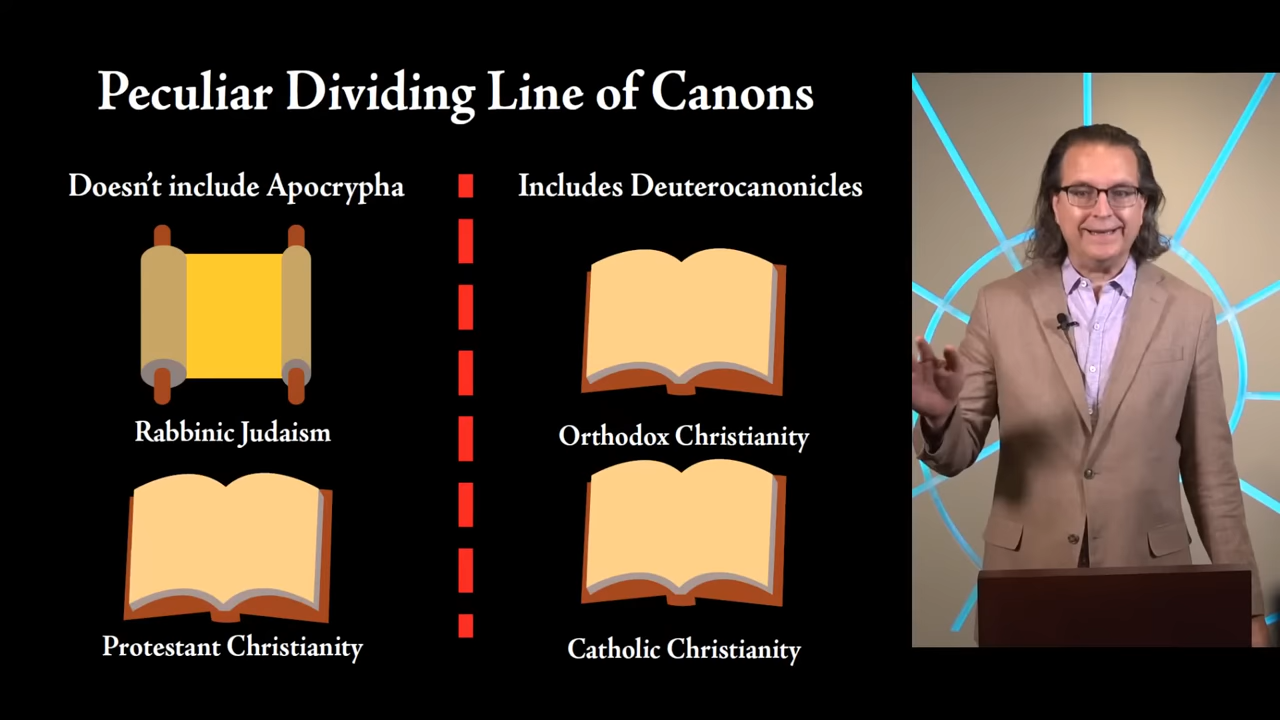 Peculiar Dividing Line of Canons
Doesn't include Apocrypha
Rabbinic Judaism
Protestant Christianity
Includes Deuterocanonicles
Orthodox Christianity
Catholic Christianity